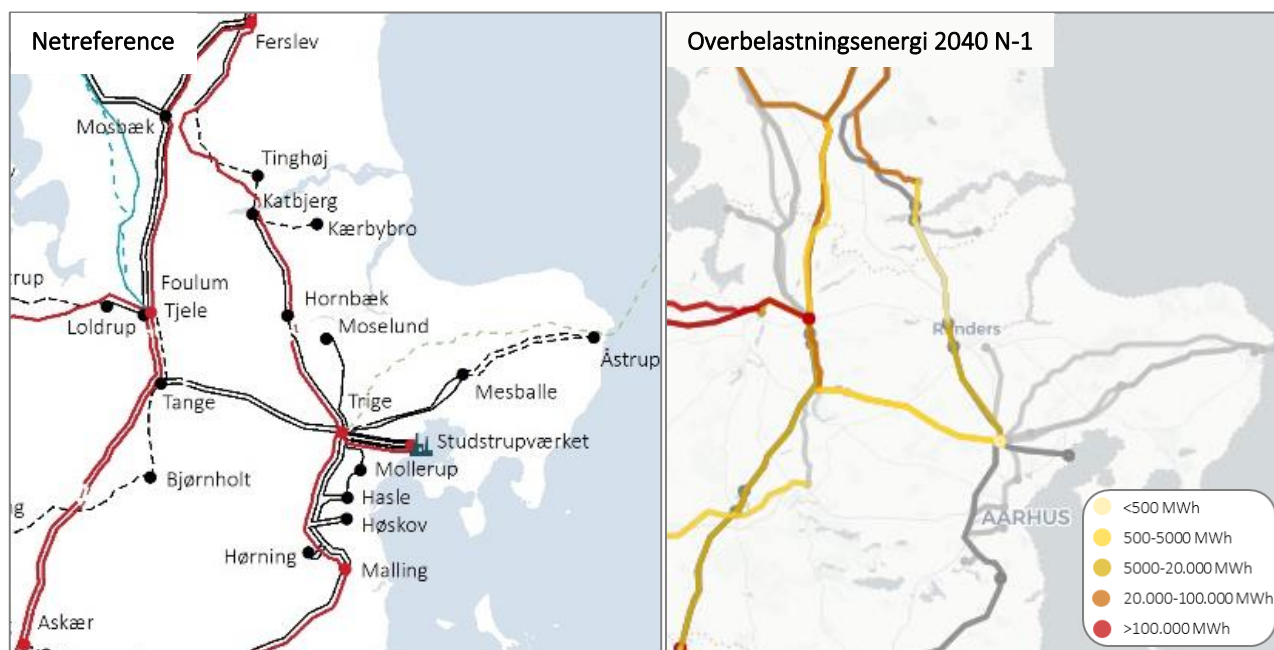 Netreference
Ferslev
Mosbæk
Tinghøj
Katbjerg
Kærbybro
Foulum
trup
Tjele
Hornbæk
Loldrup
Moselund
Åstrup
Mesballe
Tange
Trige
Studstrupværket
Mollerup
Bjørnholt
Hasle
ng
Høskov
Hørning
Malling
Askær
Overbelastningsenergi 2040 N-1
Randers
AARHUS
<500 MWh
500-5000 MWh
5000-20.000 MWh
20.000-100.000 MWh
>100.000 MWh